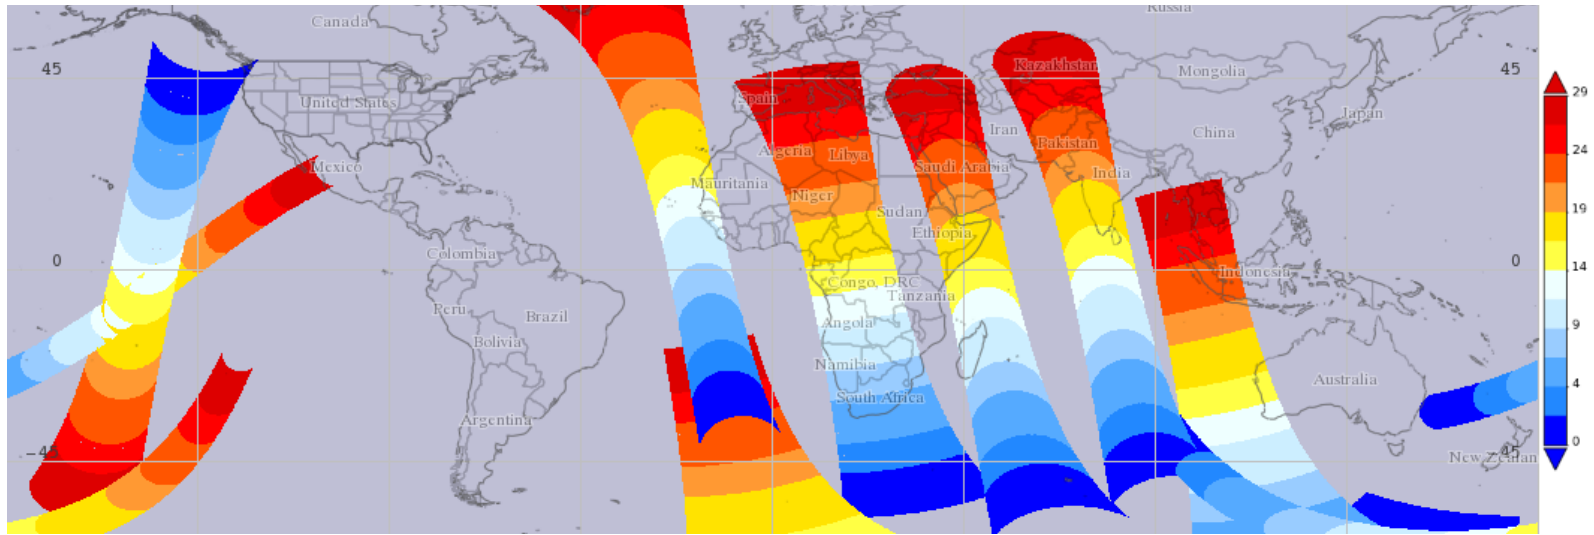 Canada
Russia
45
Kazakhstan
Mongolia
45
Spain
United States
Japan
29
Iran
China
Algeria
Libya
Pakistan
24
Mexico
Saudi Arabia
India
Mauritania
Niger
19
Sudan
Ethiopia
0
Colombia
0
14
Congo, DRC
Indonesia
Tanzania
Peru
Brazil
Angola
9
Bolivia
Namibia
Australia
4
South Africa
Argentina
0
−45
New Zealan
−45